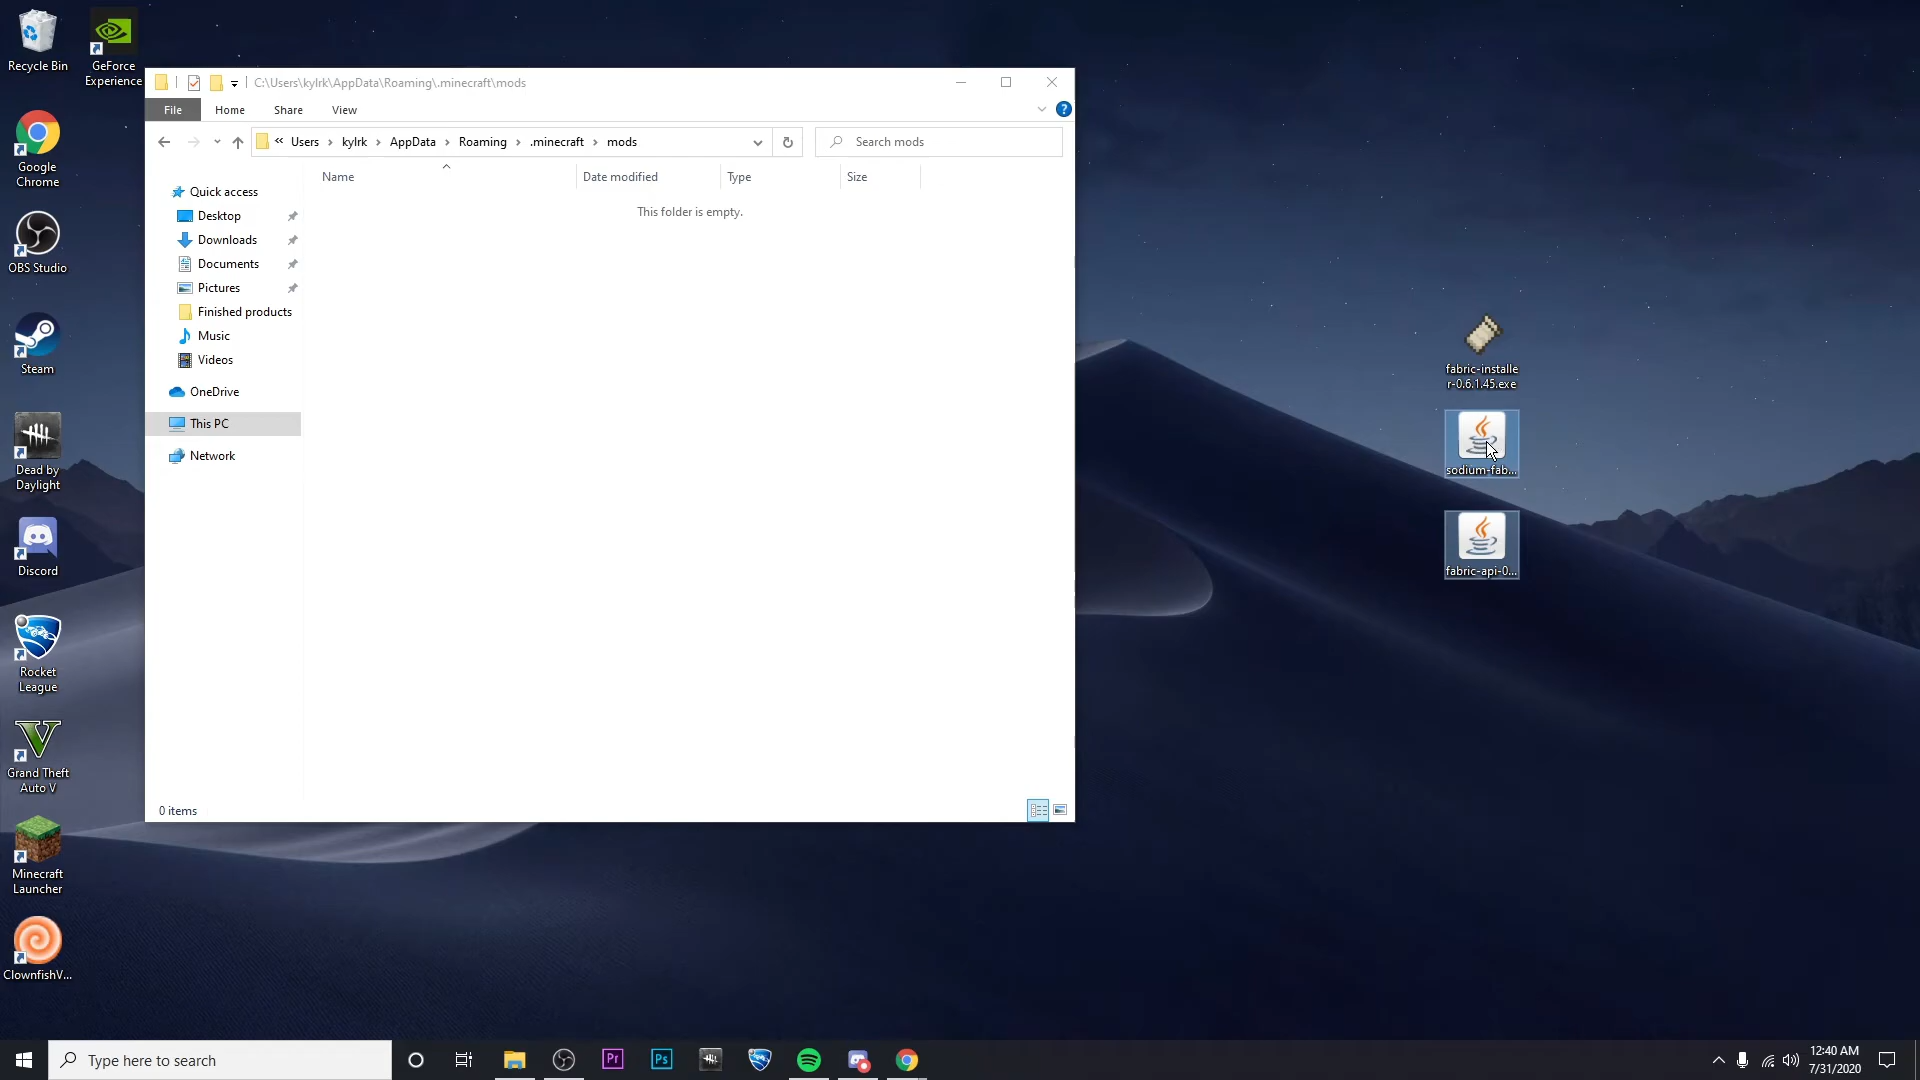 Recycle Bin
GeForce
Experience
Google
Chrome
OBS Studio
Steam
Dead by
Daylight
Discord
Rocket
League
Grand Theft
Auto V
Minecraft
Launcher
ClownfishV...
C:\Users\kylrk\AppData\Roaming\.minecraft\mods
File Home Share View
« Users › kylrk › AppData › Roaming › .minecraft › mods
Search mods
Name Date modified Type Size
This folder is empty.
Quick access
Desktop
Downloads
Documents
Pictures
Finished products
Music
Videos
OneDrive
This PC
Network
0 items
fabric-installe
r-0.6.1.45.exe
sodium-fab...
fabric-api-0...
Type here to search
Pr
Ps
12:40 AM
7/31/2020